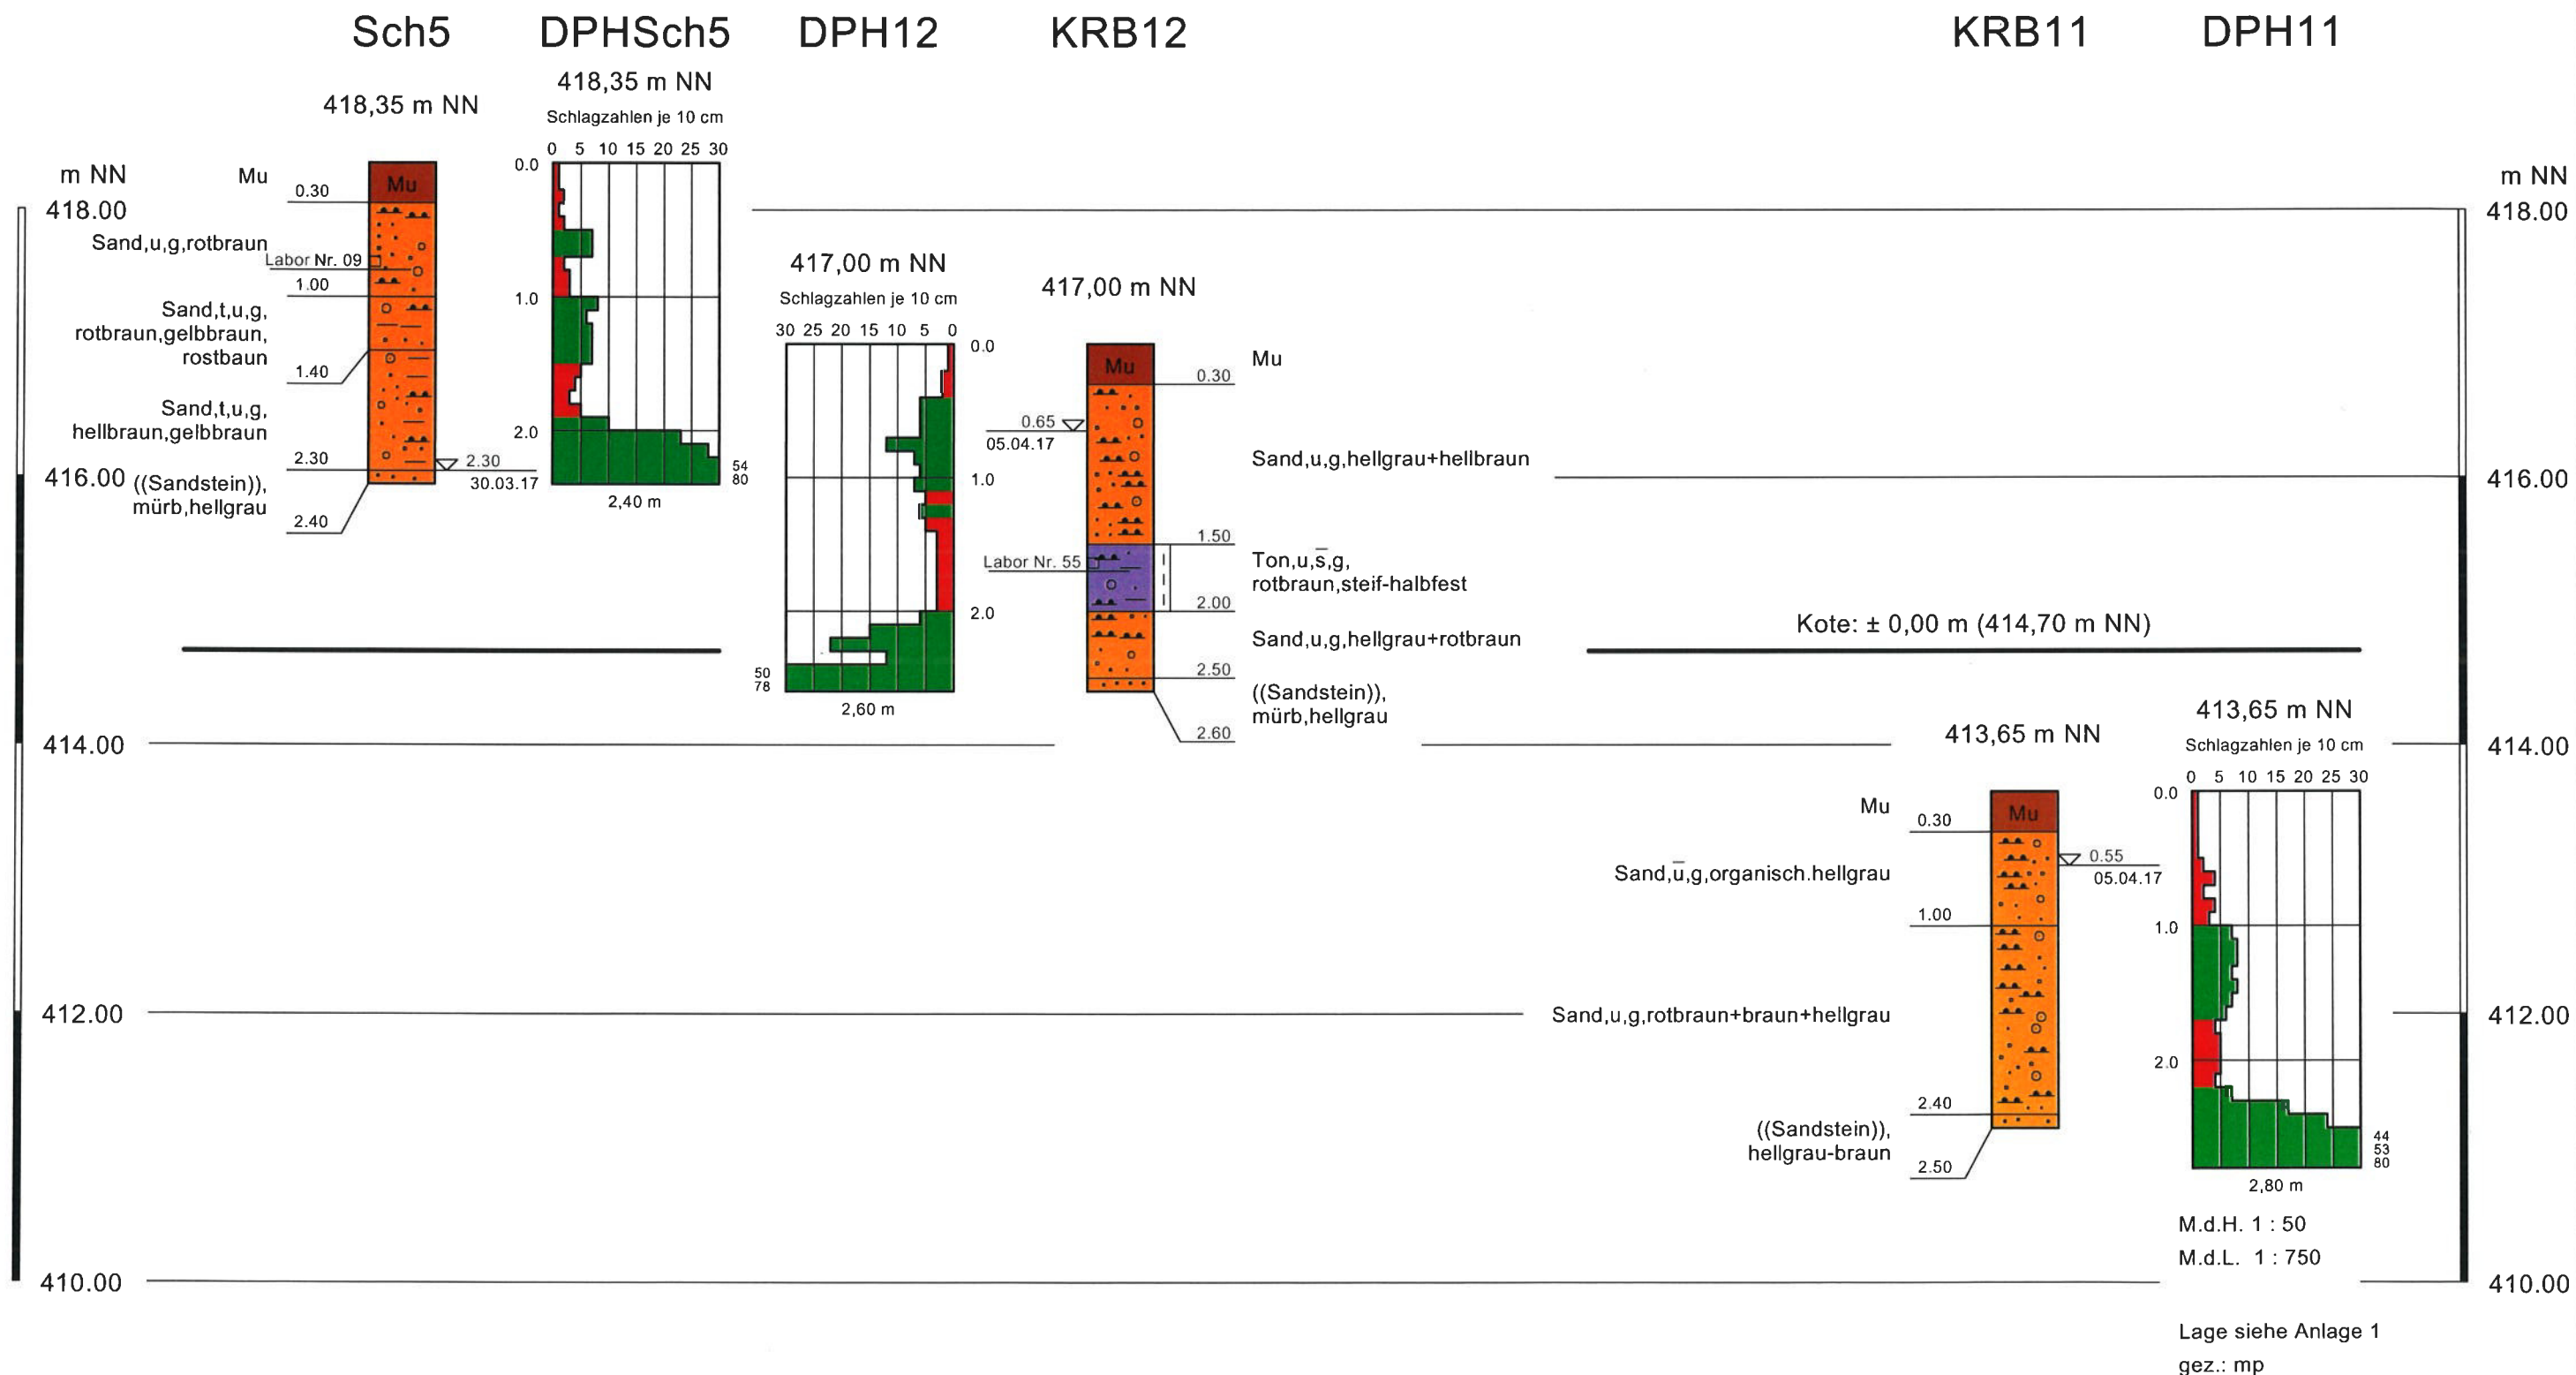 Sch5
DPHSch5
DPH12
KRB12
KRB11
DPH11
418,35 m NN
418,35 m NN
Schlagzahlen je 10 cm
0 5 10 15 20 25 30
0.0
1.0
2.0
54
80
2,40 m
m NN
418.00
416.00
414.00
412.00
410.00
Mu
0.30
Mu
Sand,u,g,rotbraun
Labor Nr. 09
1.00
Sand,t,u,g,
rotbraun,gelbbraun,
rostbaun
1.40
Sand,t,u,g,
hellbraun,gelbbraun
2.30
2.30
30.03.17
((Sandstein)),
mürb,hellgrau
2.40
417,00 m NN
Schlagzahlen je 10 cm
30 25 20 15 10 5 0
0.0
1.0
2.0
50
78
2,60 m
417,00 m NN
Mu
Mu
0.30
0.65
05.04.17
Sand,u,g,hellgrau+hellbraun
1.50
Labor Nr. 55
Ton,u,s̅,g,
rotbraun,steif-halbfest
2.00
Sand,u,g,hellgrau+rotbraun
2.50
((Sandstein)),
mürb,hellgrau
2.60
Kote: ± 0,00 m (414,70 m NN)
413,65 m NN
Mu
0.30
Mu
0.55
05.04.17
Sand,u̅,g,organisch.hellgrau
1.00
Sand,u,g,rotbraun+braun+hellgrau
2.40
((Sandstein)),
hellgrau-braun
2.50
413,65 m NN
Schlagzahlen je 10 cm
0 5 10 15 20 25 30
0.0
1.0
2.0
44
53
80
2,80 m
m NN
418.00
416.00
414.00
412.00
410.00
M.d.H. 1 : 50
M.d.L. 1 : 750
Lage siehe Anlage 1
gez.: mp